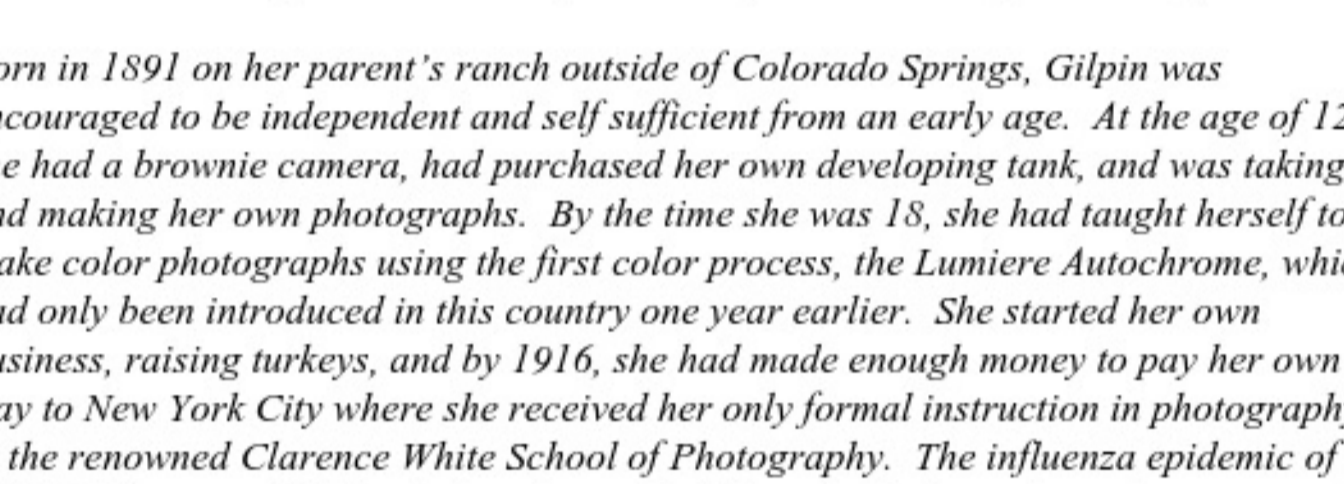 orn in 1891 on her parent's ranch outside of Colorado Springs, Gilpin was
couraged to be independent and self sufficient from an early age.  At the age of 12
e had a brownie camera, had purchased her own developing tank, and was taking
nd making her own photographs.  By the time she was 18, she had taught herself to
ake color photographs using the first color process, the Lumiere Autochrome, whi
ad only been introduced in this country one year earlier.  She started her own
usiness, raising turkeys, and by 1916, she had made enough money to pay her own
ay to New York City where she received her only formal instruction in photograph
the renowned Clarence White School of Photography.  The influenza epidemic of